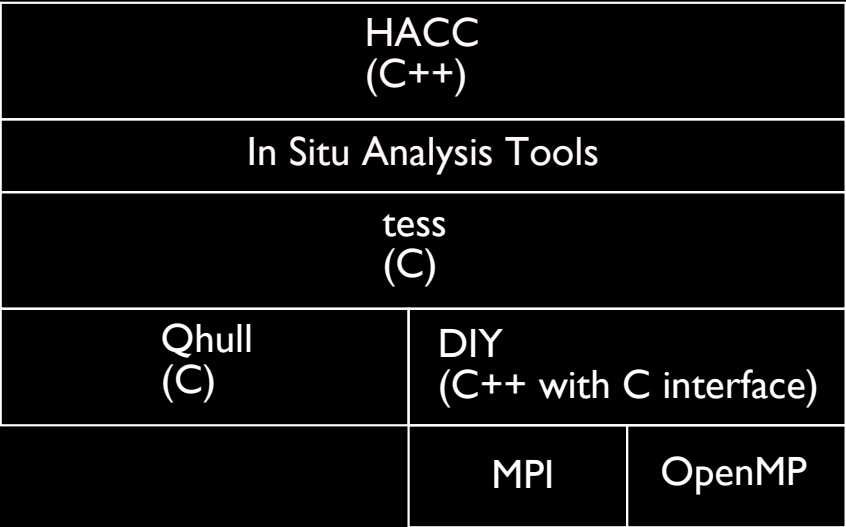 HACC
(C++)
In Situ Analysis Tools
tess
(C)
Qhull
(C)
DIY
(C++ with C interface)
MPI
OpenMP